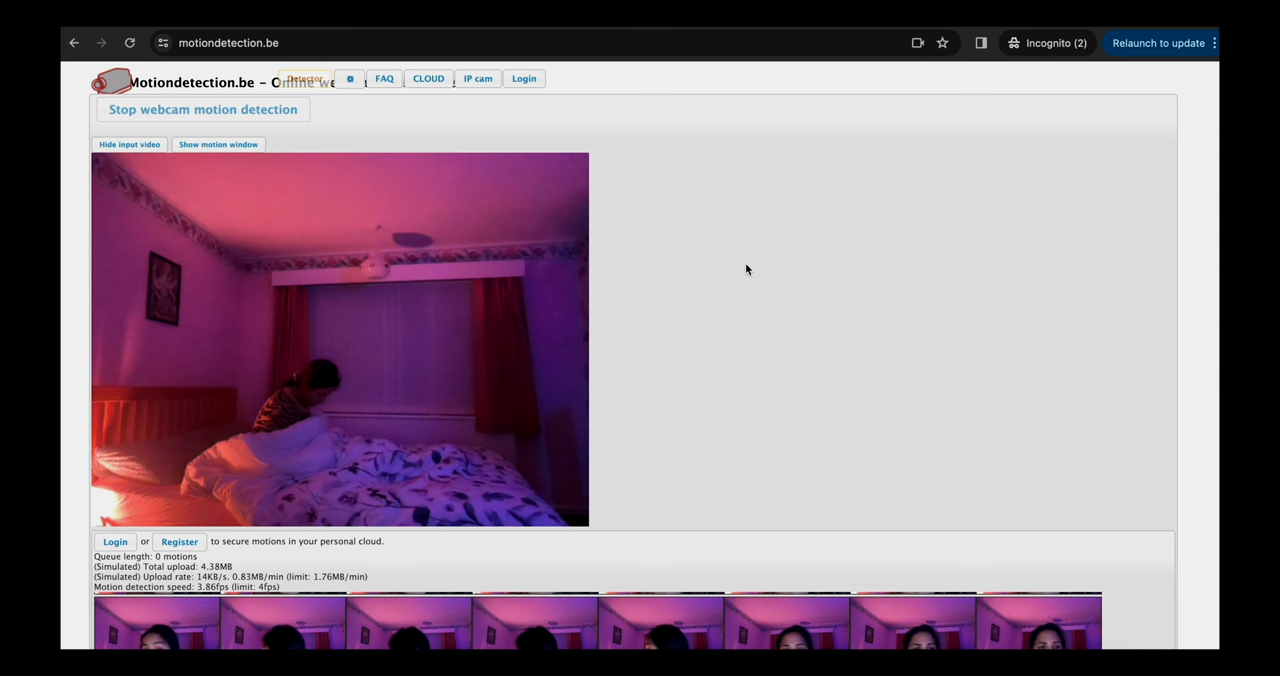 motiondetection.be
Incognito (2)
Relaunch to update
Motiondetection.be – Online we
Detector
FAQ
CLOUD
IP cam
Login
Stop webcam motion detection
Hide input video
Show motion window
Login or Register to secure motions in your personal cloud.
Queue length: 0 motions
(Simulated) Total upload: 4.38MB
(Simulated) Upload rate: 14KB/s. 0.83MB/min (limit: 1.76MB/min)
Motion detection speed: 3.86fps (limit: 4fps)